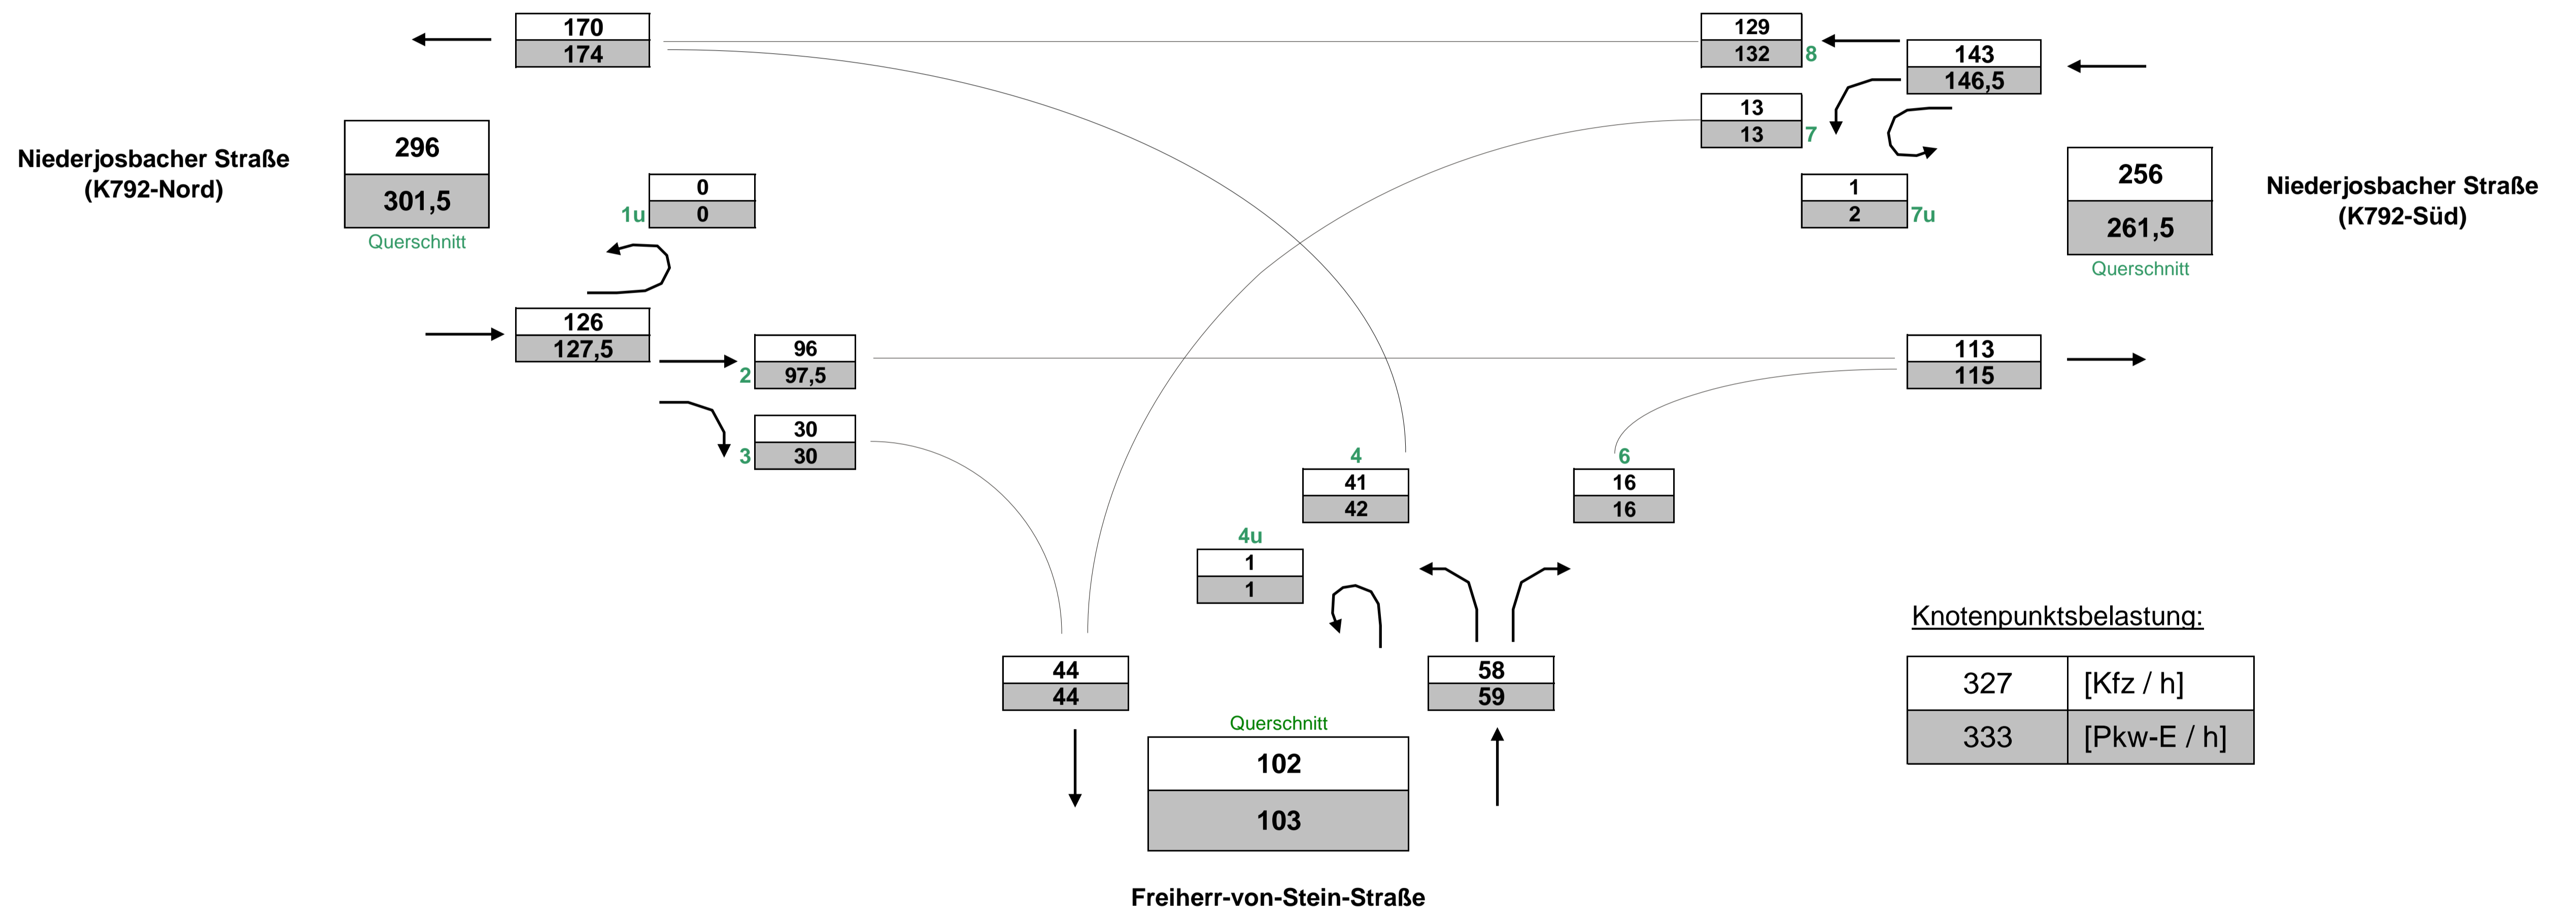 170
174
129
132 8
143
146,5
13
13 7
Niederjosbacher Straße
(K792-Nord)
296
301,5
Querschnitt
0
1u 0
1
2 7u
256
261,5
Querschnitt
Niederjosbacher Straße
(K792-Süd)
126
127,5
96
2 97,5
30
3 30
113
115
4
41
42
6
16
16
4u
1
1
44
44
58
59
Querschnitt
102
103
Freiherr-von-Stein-Straße
Knotenpunktsbelastung:
327 [Kfz / h]
333 [Pkw-E / h]